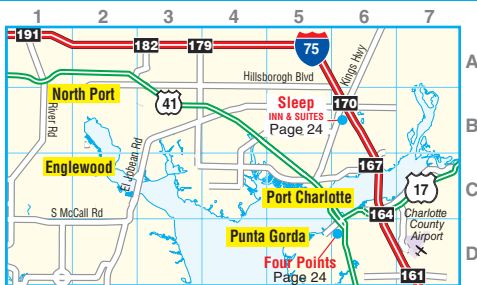 1 2 3 4 5 6 7
191
182
179
75
A
Kings Hwy
Hillsborogh Blvd
North Port
41
Sleep
INN & SUITES
Page 24
170
B
River Rd
El Jobean Rd
Englewood
167
Port Charlotte
17
C
S McCall Rd
164
Charlotte
County
Airport
Punta Gorda
D
Four Points
Page 24
161